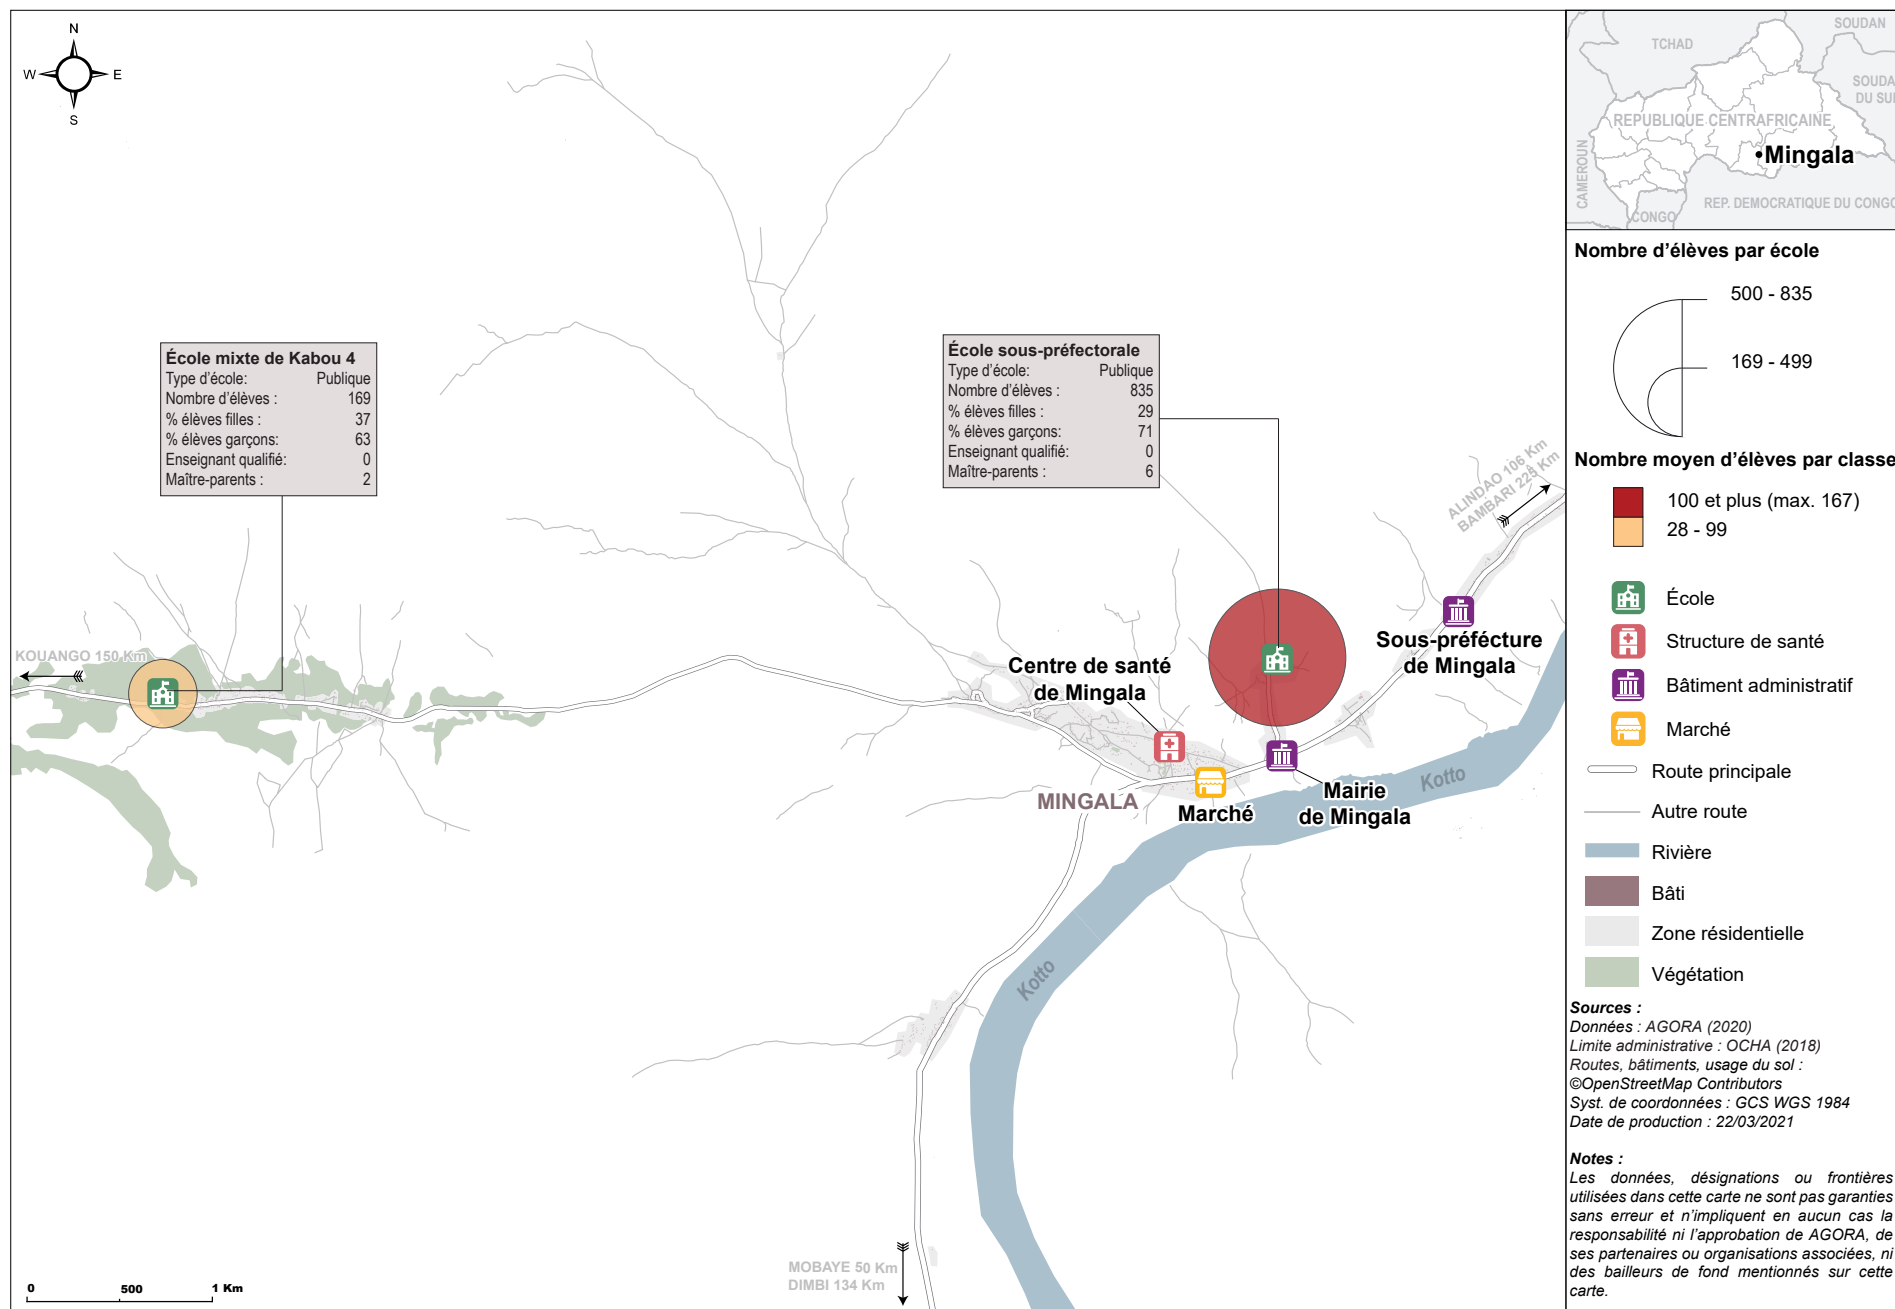 N
W
E
S
École mixte de Kabou 4
Type d'école: Publique
Nombre d'élèves : 169
% élèves filles : 37
% élèves garçons: 63
Enseignant qualifié: 0
Maître-parents : 2
École sous-préfectorale
Type d'école: Publique
Nombre d'élèves : 835
% élèves filles : 29
% élèves garçons: 71
Enseignant qualifié: 0
Maître-parents : 6
ALINDAO 106 Km
BAMBARI 225 Km
KOUANGO 150 Km
Sous-préfécture
de Mingala
Centre de santé
de Mingala
MINGALA
Marché
Mairie
de Mingala
Kotto
Kotto
MOBAYE 50 Km
DIMBI 134 Km
0 500 1 Km
SOUDAN
TCHAD
SOUDA
DU SUD
REPUBLIQUE CENTRAFRICAINE
Mingala
CAMEROUN
CONGO
REP. DEMOCRATIQUE DU CONGO
Nombre d'élèves par école
500 - 835
169 - 499
Nombre moyen d'élèves par classe
100 et plus (max. 167)
28 - 99
École
Structure de santé
Bâtiment administratif
Marché
Route principale
Autre route
Rivière
Bâti
Zone résidentielle
Végétation
Sources :
Données : AGORA (2020)
Limite administrative : OCHA (2018)
Routes, bâtiments, usage du sol :
©OpenStreetMap Contributors
Syst. de coordonnées : GCS WGS 1984
Date de production : 22/03/2021
Notes :
Les données, désignations ou frontières
utilisées dans cette carte ne sont pas garanties
sans erreur et n'impliquent en aucun cas la
responsabilité ni l'approbation de AGORA, de
ses partenaires ou organisations associées, ni
des bailleurs de fond mentionnés sur cette
carte.